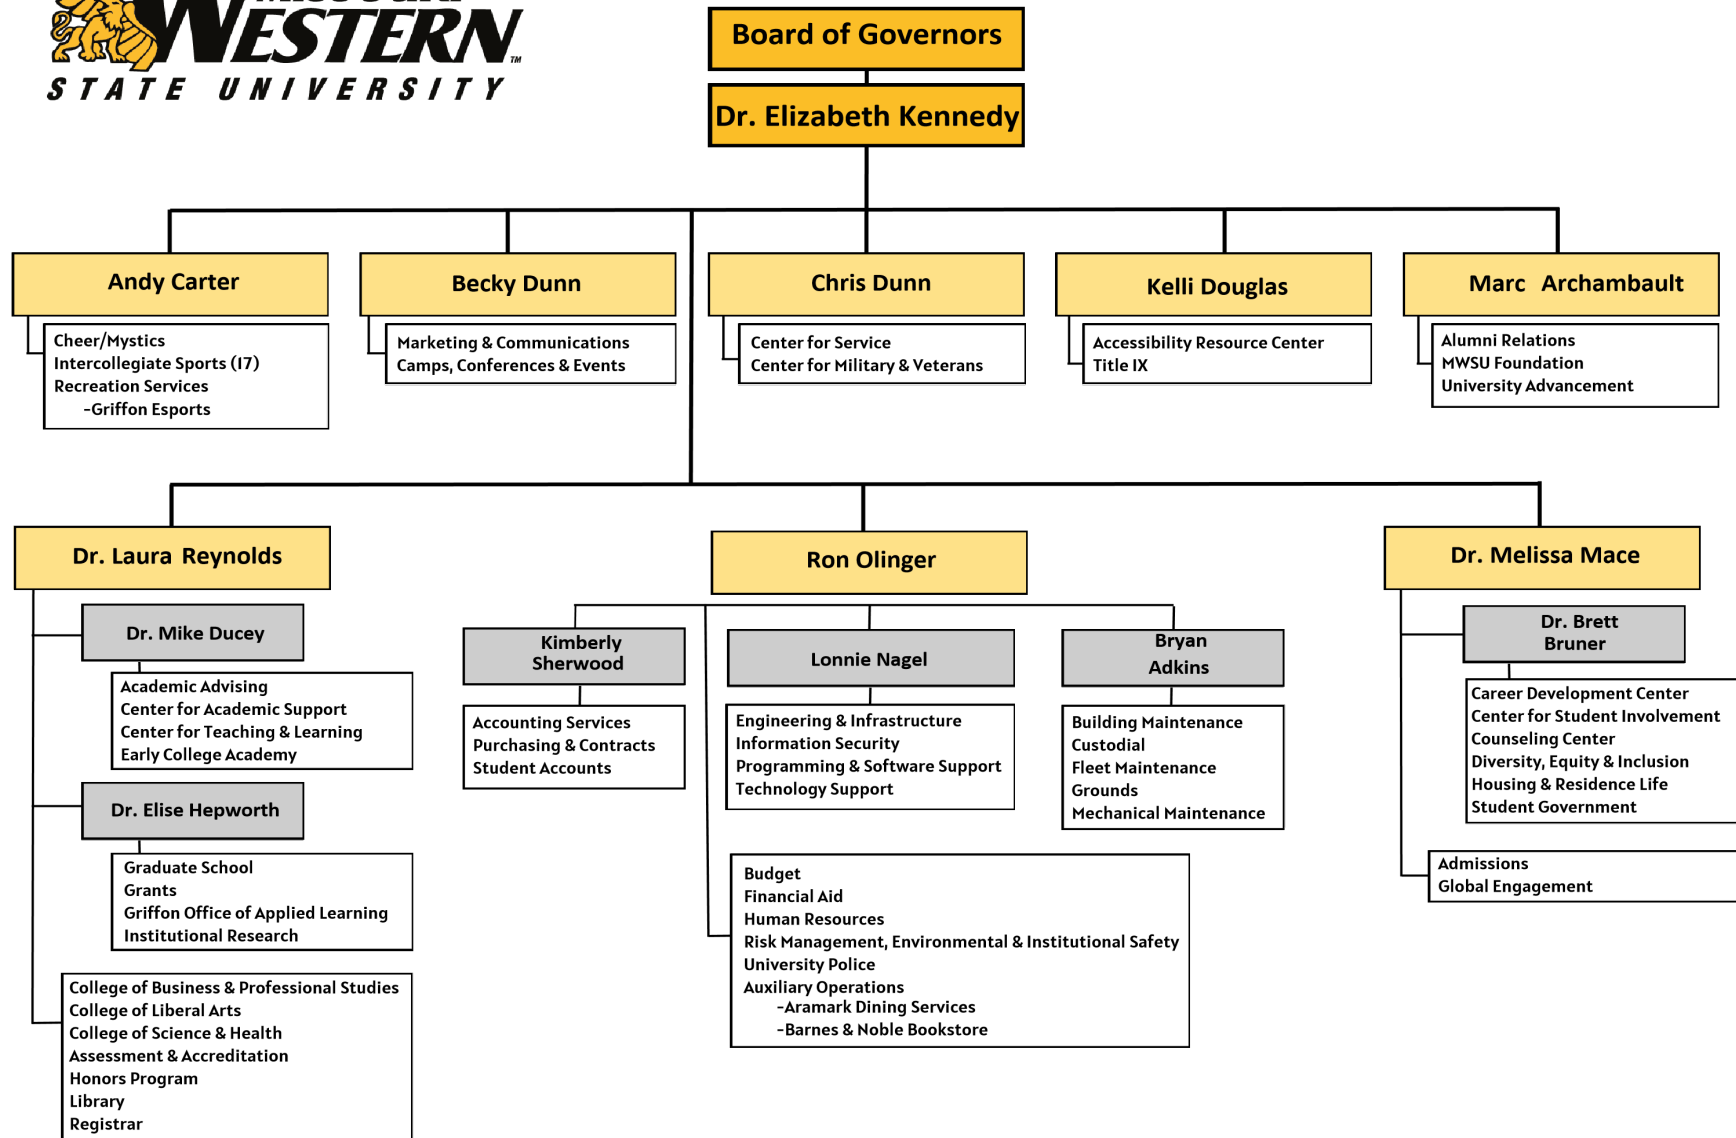 WESTERN
STATE UNIVERSITY
Board of Governors
Dr. Elizabeth Kennedy
Andy Carter
Cheer/Mystics
Intercollegiate Sports (17)
Recreation Services
-Griffon Esports
Becky Dunn
Marketing & Communications
Camps, Conferences & Events
Chris Dunn
Center for Service
Center for Military & Veterans
Kelli Douglas
Accessibility Resource Center
Title IX
Marc Archambault
Alumni Relations
MWSU Foundation
University Advancement
Dr. Laura Reynolds
Dr. Mike Ducey
Academic Advising
Center for Academic Support
Center for Teaching & Learning
Early College Academy
Dr. Elise Hepworth
Graduate School
Grants
Griffon Office of Applied Learning
Institutional Research
College of Business & Professional Studies
College of Liberal Arts
College of Science & Health
Assessment & Accreditation
Honors Program
Library
Registrar
Ron Olinger
Kimberly
Sherwood
Accounting Services
Purchasing & Contracts
Student Accounts
Lonnie Nagel
Engineering & Infrastructure
Information Security
Programming & Software Support
Technology Support
Bryan
Adkins
Building Maintenance
Custodial
Fleet Maintenance
Grounds
Mechanical Maintenance
Budget
Financial Aid
Human Resources
Risk Management, Environmental & Institutional Safety
University Police
Auxiliary Operations
-Aramark Dining Services
-Barnes & Noble Bookstore
Dr. Melissa Mace
Dr. Brett
Bruner
Career Development Center
Center for Student Involvement
Counseling Center
Diversity, Equity & Inclusion
Housing & Residence Life
Student Government
Admissions
Global Engagement